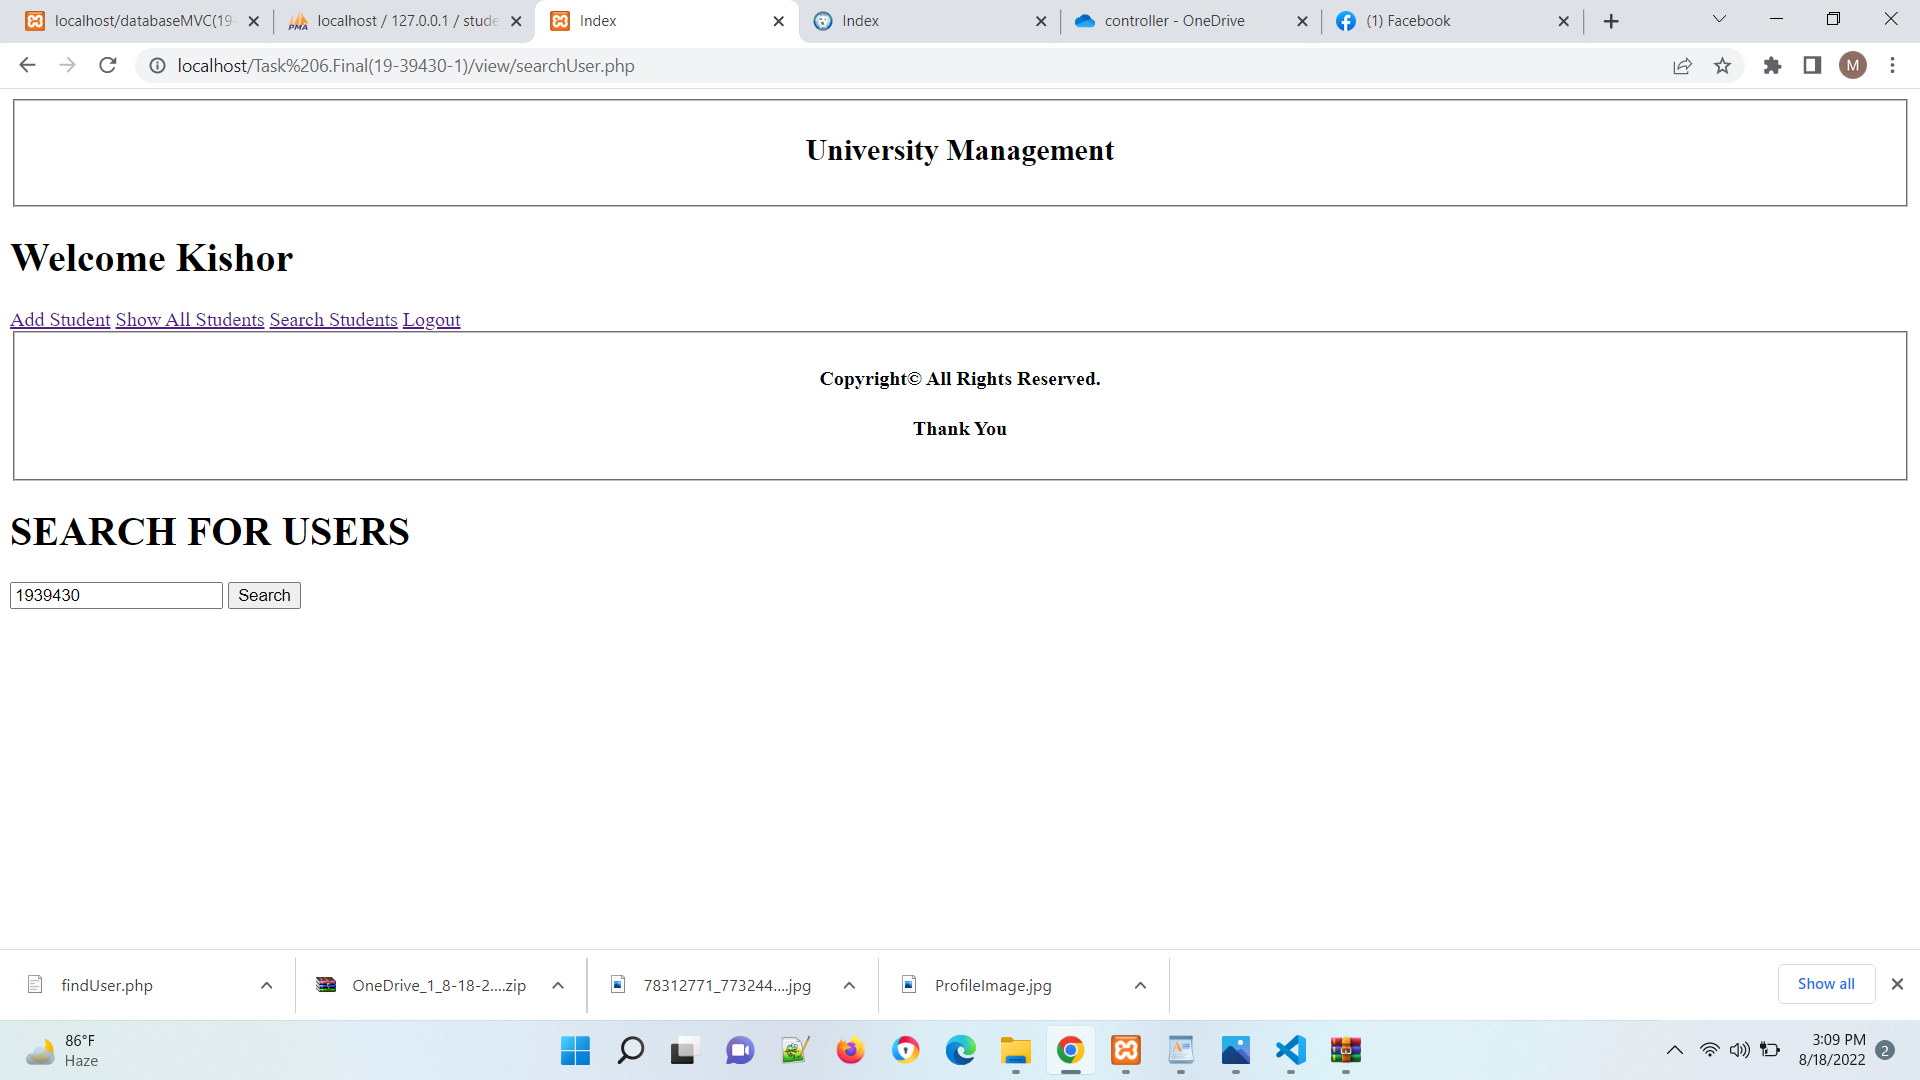 localhost/databaseMVC(19-
localhost / 127.0.0.1 / stude
Index
Index
controller - OneDrive
(1) Facebook
localhost/Task%206.Final(19-39430-1)/view/searchUser.php
M
University Management
Welcome Kishor
Add Student Show All Students Search Students Logout
Copyright© All Rights Reserved.
Thank You
SEARCH FOR USERS
1939430 Search
findUser.php
OneDrive_1_8-18-2....zip
78312771_773244....jpg
ProfileImage.jpg
Show all
86°F
Haze
3:09 PM
8/18/2022
2
PMA